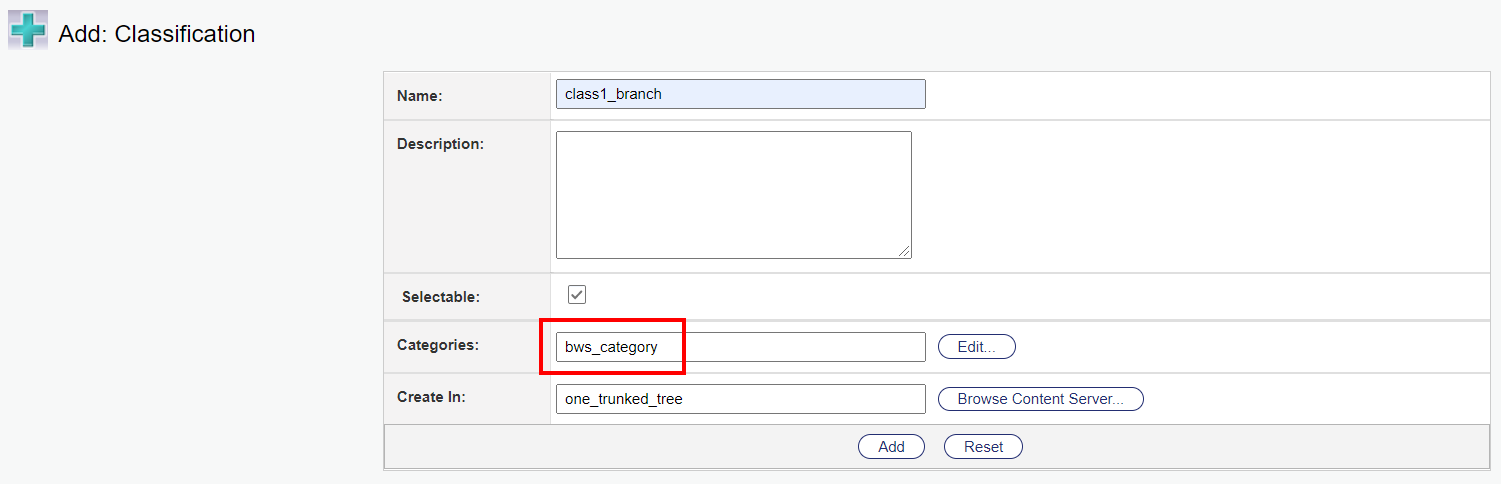 Add: Classification
Name: class1_branch
Description:
Selectable:
Categories: bws_category Edit...
Create In: one_trunked_tree Browse Content Server...
Add Reset